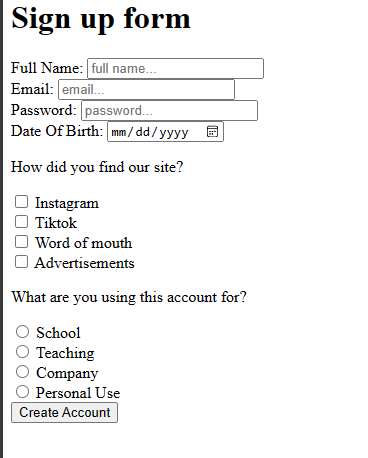 Sign up form
Full Name: full name...
Email: email...
Password: password...
Date Of Birth: mm/dd/yyyy
How did you find our site?
Instagram
Tiktok
Word of mouth
Advertisements
What are you using this account for?
School
Teaching
Company
Personal Use
Create Account